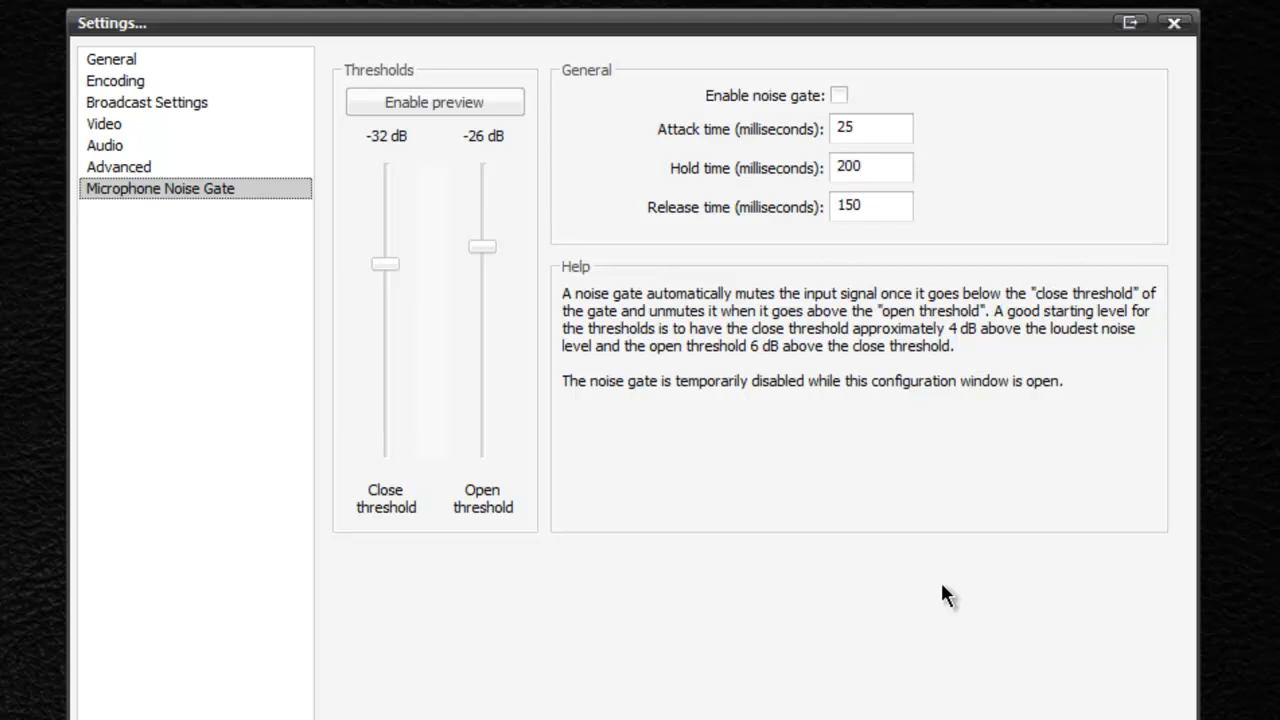 Settings...
General
Encoding
Broadcast Settings
Video
Audio
Advanced
Microphone Noise Gate
Thresholds
Enable preview
-32 dB
-26 dB
Close
threshold
Open
threshold
General
Enable noise gate:
Attack time (milliseconds): 25
Hold time (milliseconds): 200
Release time (milliseconds): 150
Help
A noise gate automatically mutes the input signal once it goes below the "close threshold" of
the gate and unmutes it when it goes above the "open threshold". A good starting level for
the thresholds is to have the close threshold approximately 4 dB above the loudest noise
level and the open threshold 6 dB above the close threshold.
The noise gate is temporarily disabled while this configuration window is open.